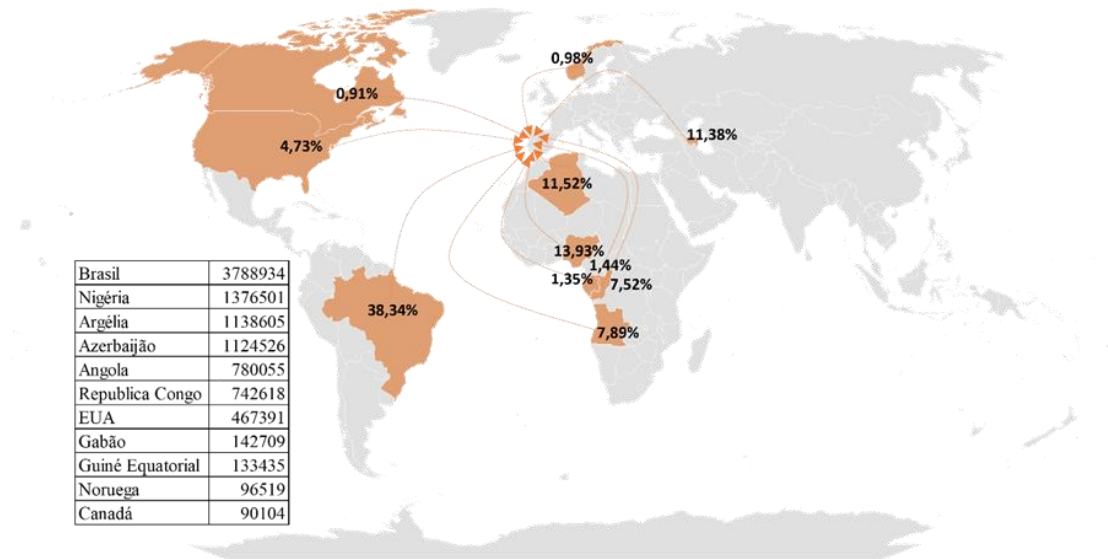 0,98%
0,91%
11,38%
4,73%
11,52%
13,93%
1,44%
1,35% 7,52%
38,34%
7,89%
Brasil 3788934
Nigéria 1376501
Argélia 1138605
Azerbaijão 1124526
Angola 780055
Republica Congo 742618
EUA 467391
Gabão 142709
Guiné Equatorial 133435
Noruega 96519
Canadá 90104